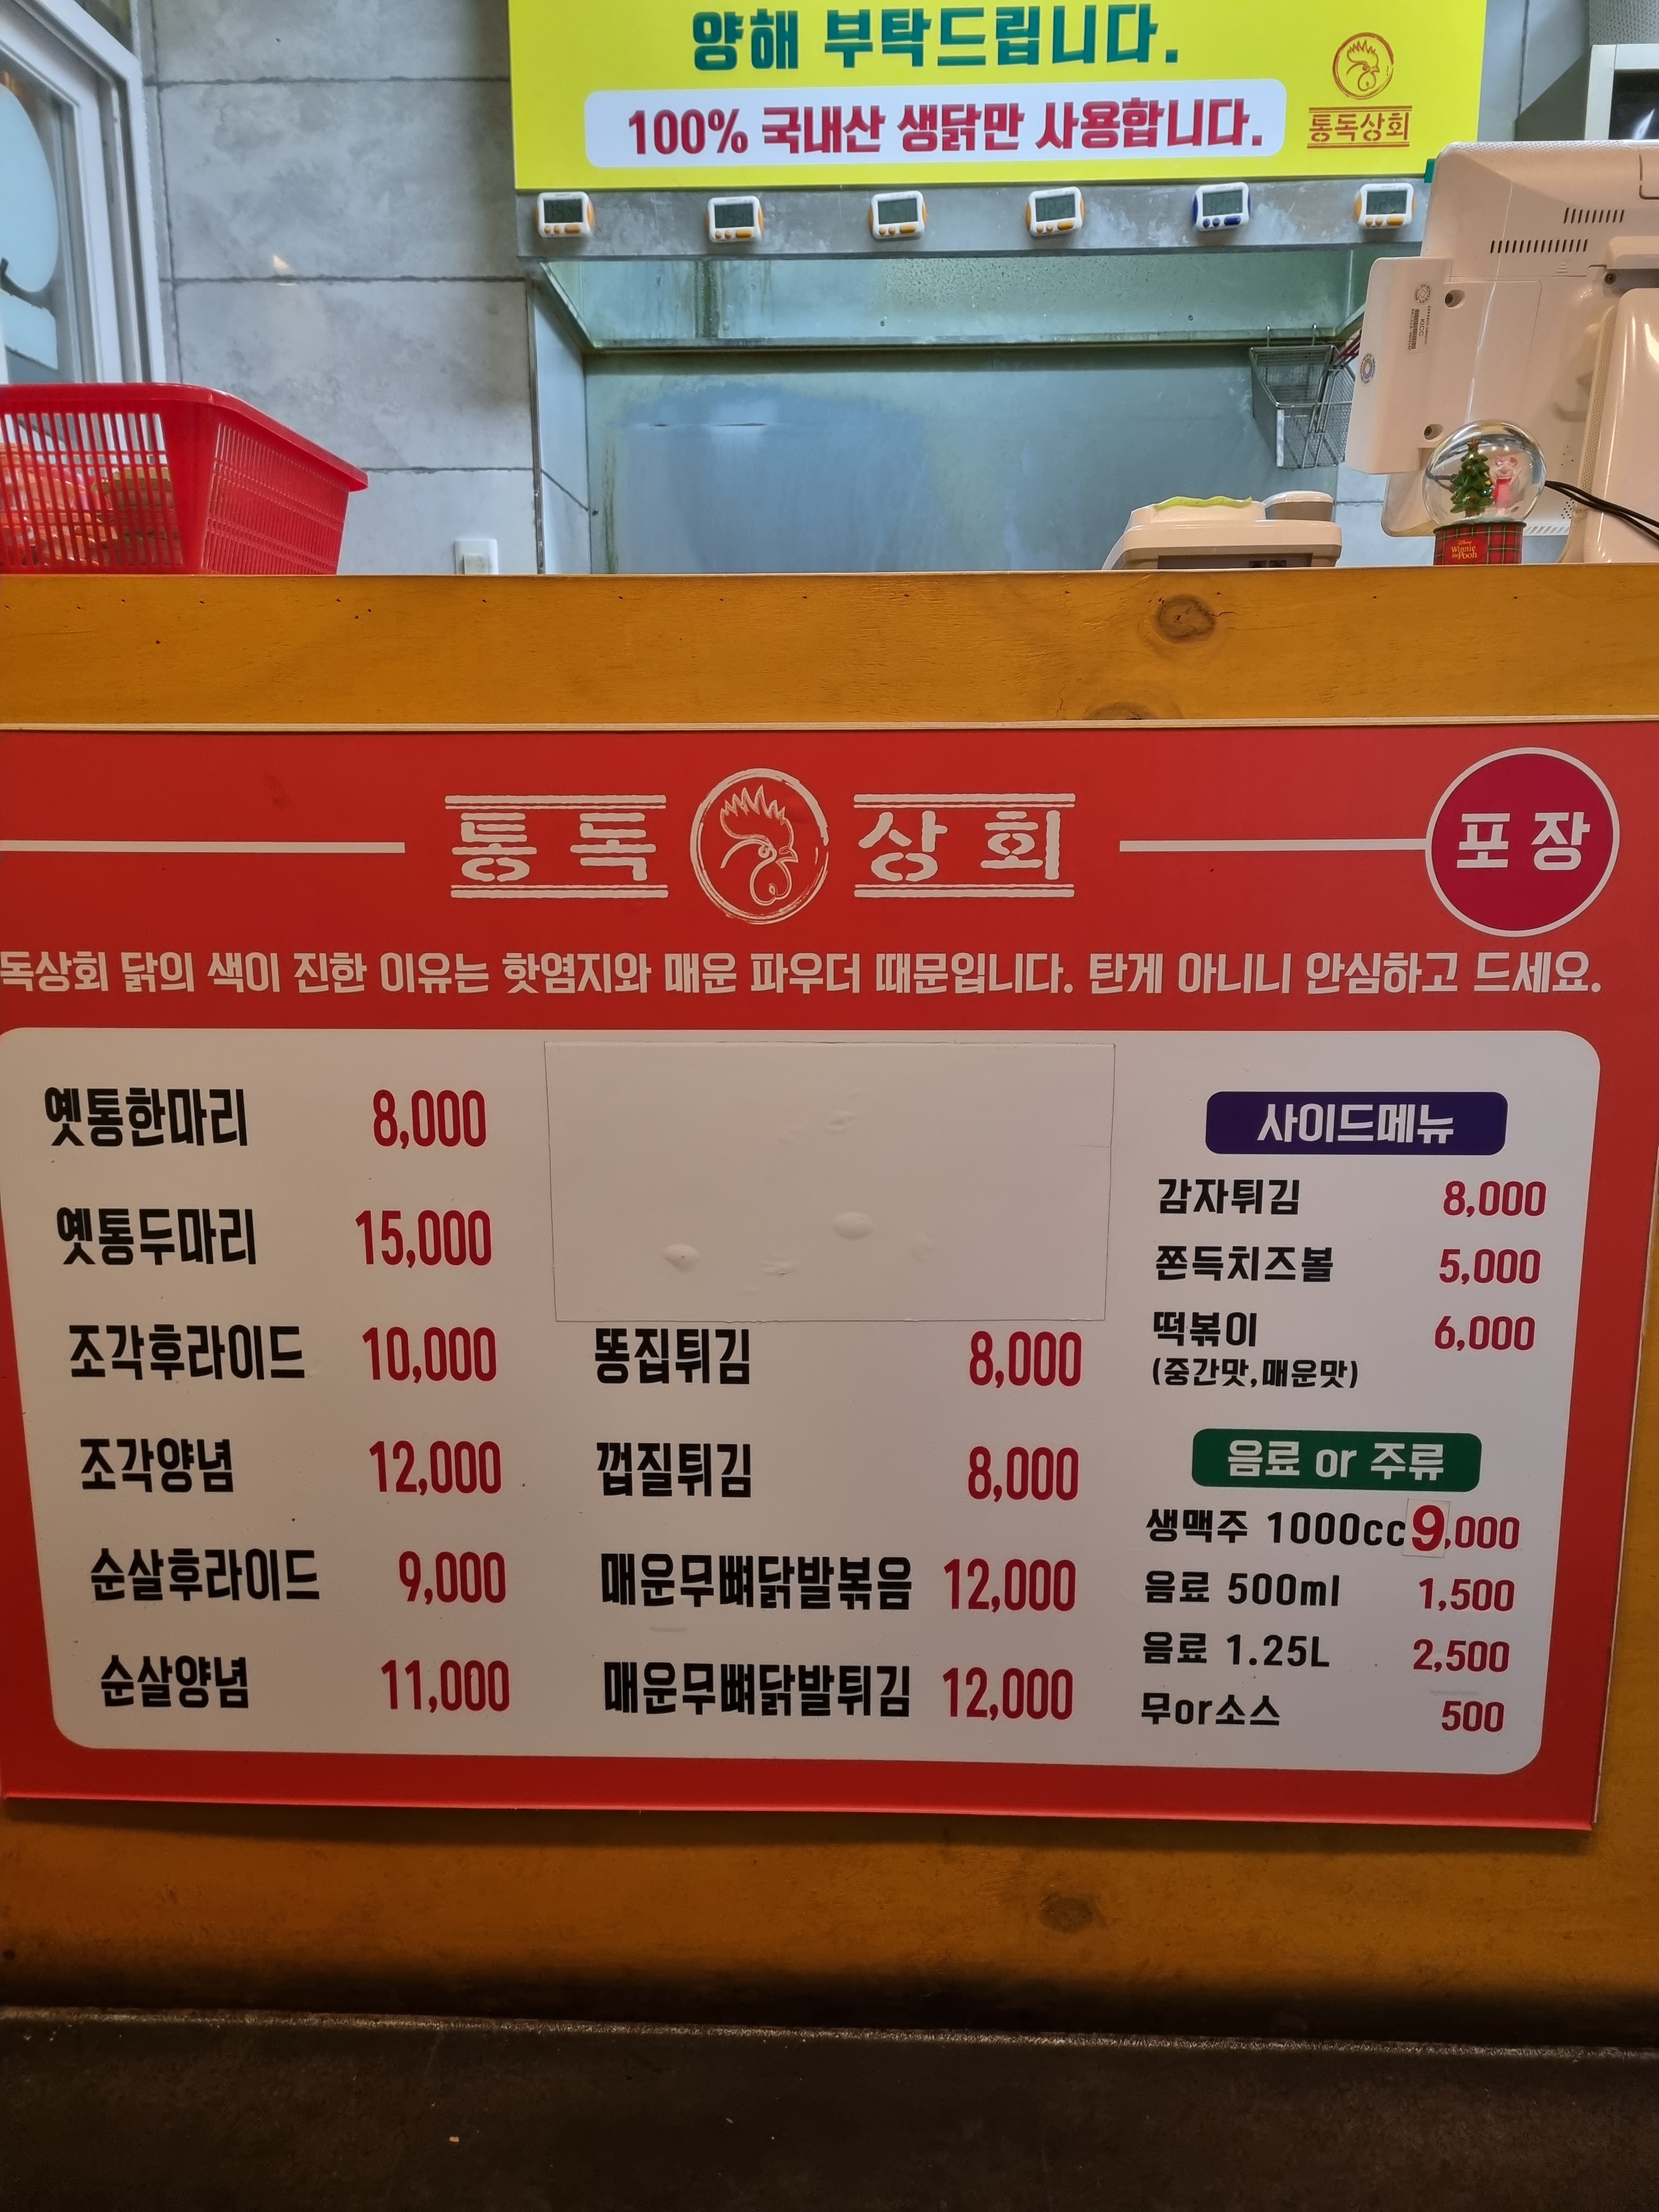 양해 부탁드립니다.
100% 국내산 생닭만 사용합니다.
통독상회
Disney
Winnie the Pooh
통독상회
포장
독상회 닭의 색이 진한 이유는 핫염지와 매운 파우더 때문입니다. 탄게 아니니 안심하고 드세요.
옛통한마리 8,000
옛통두마리 15,000
조각후라이드 10,000
조각양념 12,000
순살후라이드 9,000
순살양념 11,000
똥집튀김 8,000
껍질튀김 8,000
매운무뼈닭발볶음 12,000
매운무뼈닭발튀김 12,000
사이드메뉴
감자튀김 8,000
쫀득치즈볼 5,000
떡볶이 6,000
(중간맛,매운맛)
음료 or 주류
생맥주 1000cc 9,000
음료 500ml 1,500
음료 1.25L 2,500
무or소스 500